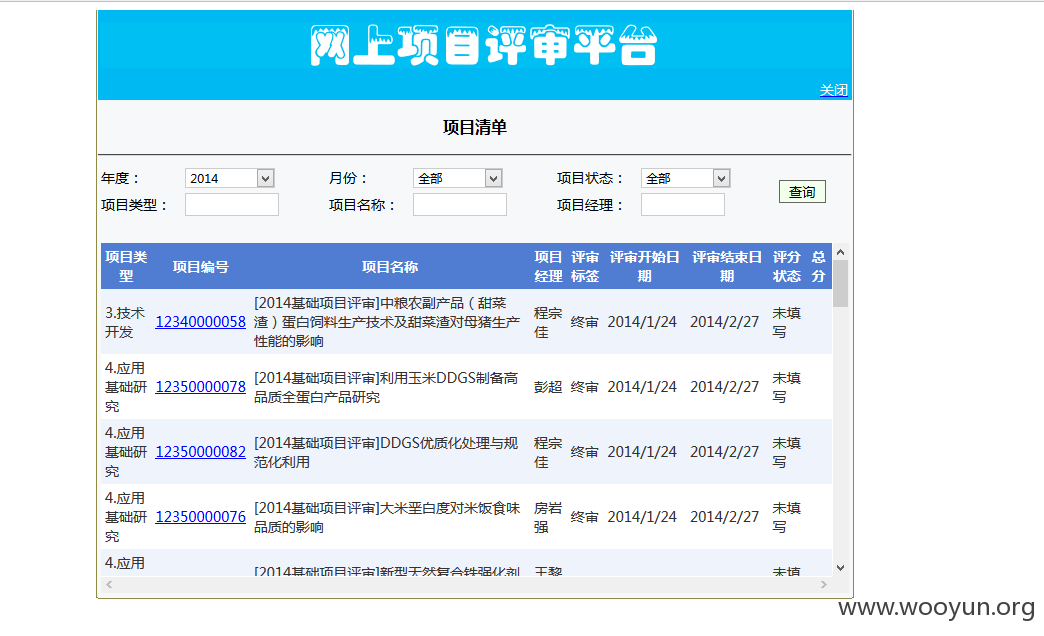 网上项目评审平台
关闭
项目清单
年度： 2014 月份： 全部 项目状态： 全部
查询
项目类型： 项目名称： 项目经理：
项目类 项目编号 项目名称 项目 评审 评审开始日 评审结束日 评分 总
型 经理 标签 期 期 状态 分
[2014基础项目评审]中粮农副产品（甜菜
3.技术 12340000058 渣）蛋白饲料生产技术及甜菜渣对母猪生产 程宗 终审 2014/1/24 2014/2/27 未填
开发 性能的影响 佳 写
4.应用
基础研 12350000078 [2014基础项目评审]利用玉米DDGS制备高 彭超 终审 2014/1/24 2014/2/27 未填
究 品质全蛋白产品研究 写
4.应用
基础研 12350000082 [2014基础项目评审]DDGS优质化处理与规 程宗 终审 2014/1/24 2014/2/27 未填
究 范化利用 佳 写
4.应用
基础研 12350000076 [2014基础项目评审]大米垩白度对米饭食味 房岩 终审 2014/1/24 2014/2/27 未填
究 品质的影响 强 写
4.应用
[2014基础项目评审]新型天然复合铁强化剂 王黎 未填
www.wooyun.org